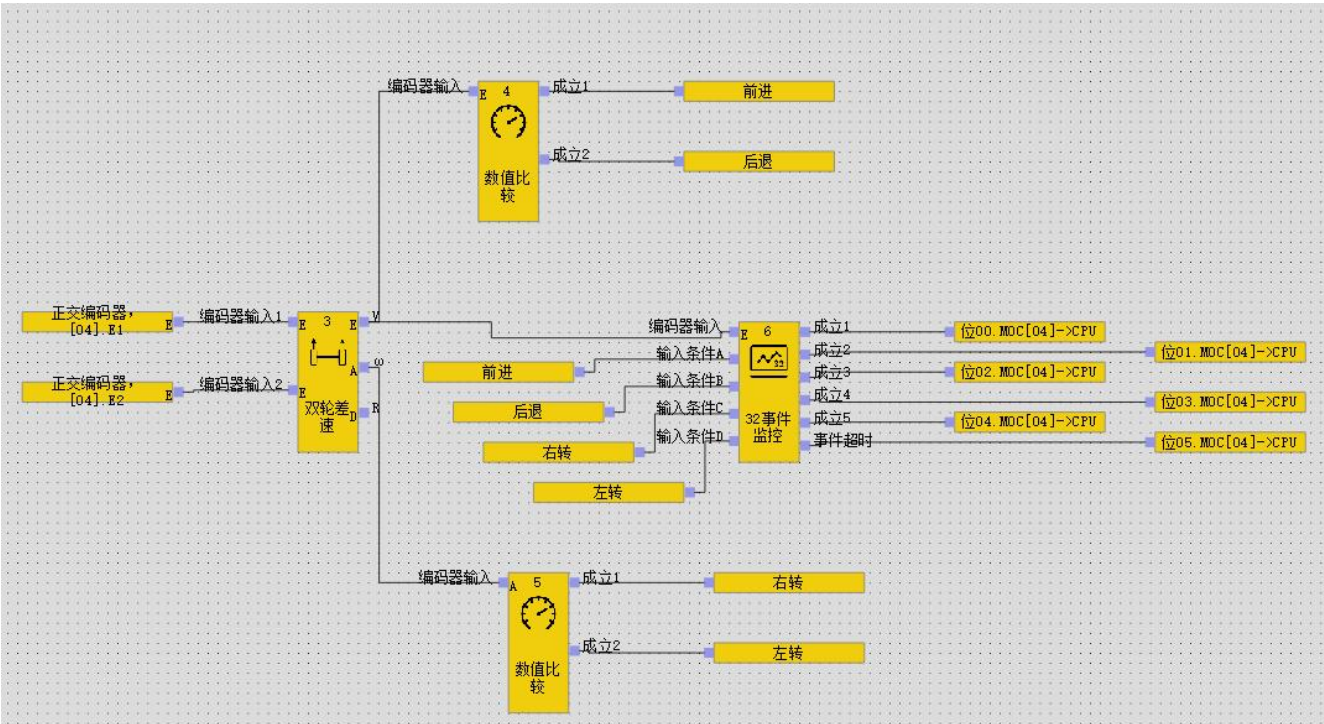 编码器输入
E 4
成立1
前进
成立2
后退
数值比
较
正交编码器,
[04].E1 E
编码器输入1
E 3 E
V
编码器输入
E 6
成立1
位00.MOC[04]->CPU
成立2
位01.MOC[04]->CPU
输入条件A
前进
成立3
位02.MOC[04]->CPU
A
ω
正交编码器,
[04].E2 E
编码器输入2
E
输入条件B
后退
32
成立4
位03.MOC[04]->CPU
双轮差
速
D
R
输入条件C
右转
32事件
监控
成立5
位04.MOC[04]->CPU
输入条件D
左转
事件超时
位05.MOC[04]->CPU
编码器输入
A 5
成立1
右转
成立2
左转
数值比
较